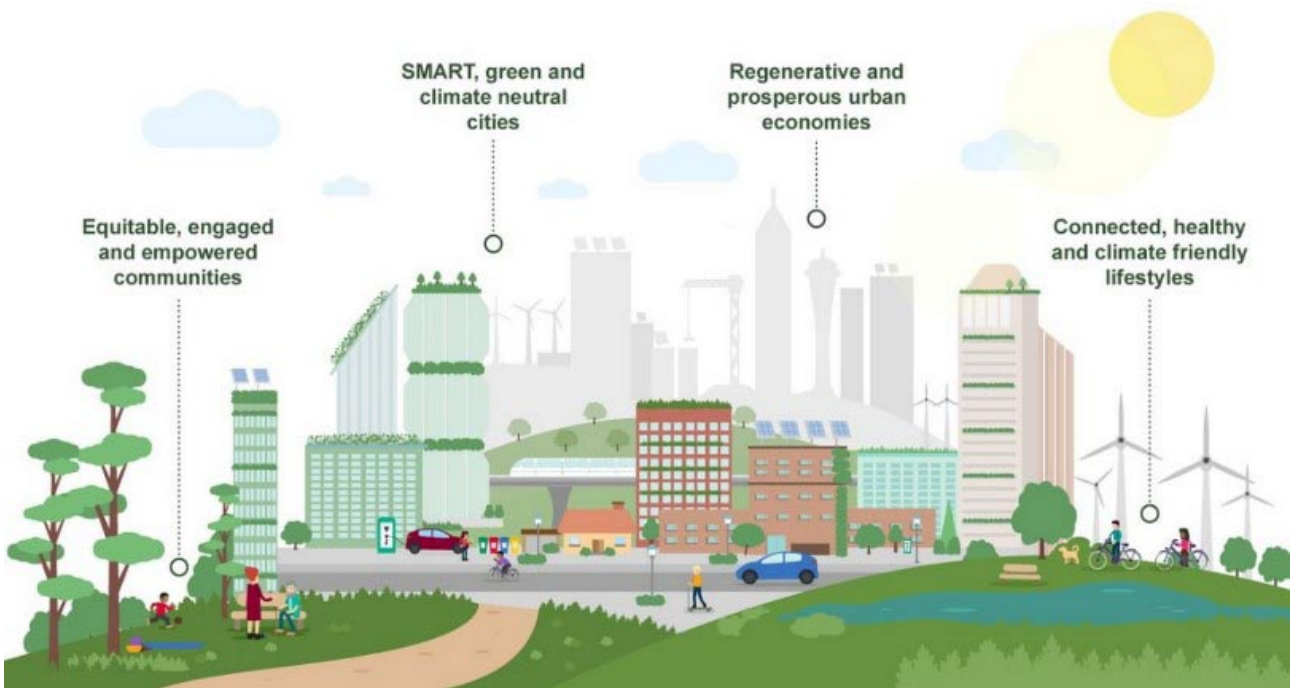 SMART, green and
climate neutral
cities
Regenerative and
prosperous urban
economies
Equitable, engaged
and empowered
communities
Connected, healthy
and climate friendly
lifestyles